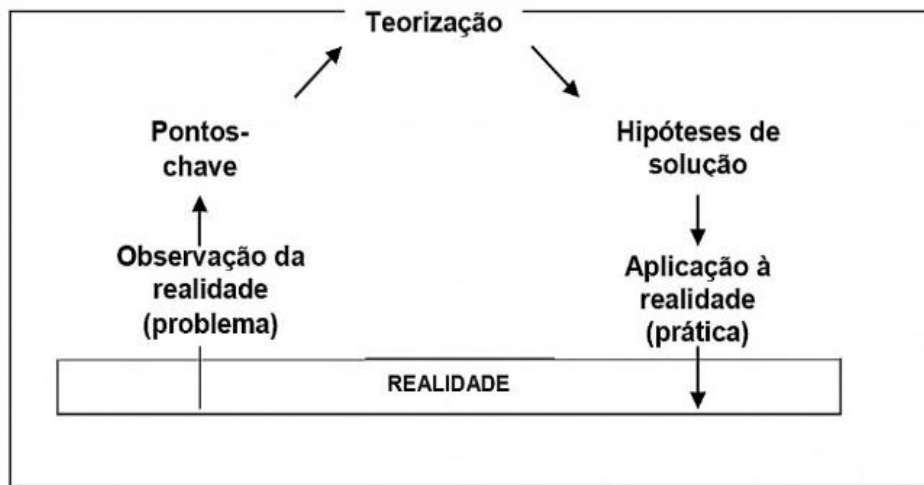 Teorização
Pontos-
chave
Hipóteses de
solução
Observação da
realidade
(problema)
Aplicação à
realidade
(prática)
REALIDADE